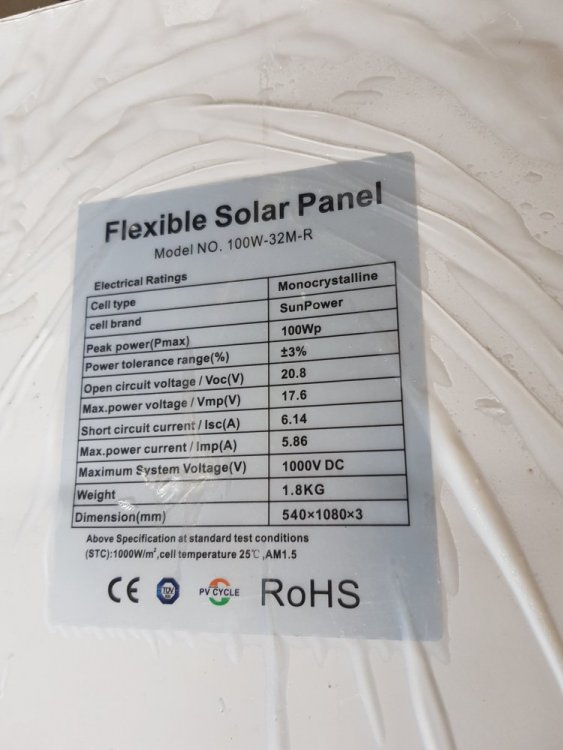 Flexible Solar Panel
Model NO. 100W-32M-R
Electrical Ratings
Cell type Monocrystalline
cell brand SunPower
Peak power(Pmax) 100Wp
Power tolerance range(%) ±3%
Open circuit voltage / Voc(V) 20.8
Max.power voltage / Vmp(V) 17.6
Short circuit current / Isc(A) 6.14
Max.power current / Imp(A) 5.86
Maximum System Voltage(V) 1000V DC
Weight 1.8KG
Dimension(mm) 540×1080×3
Above Specification at standard test conditions
(STC):1000W/m²,cell temperature 25℃,AM1.5
CE TUV PV CYCLE RoHS